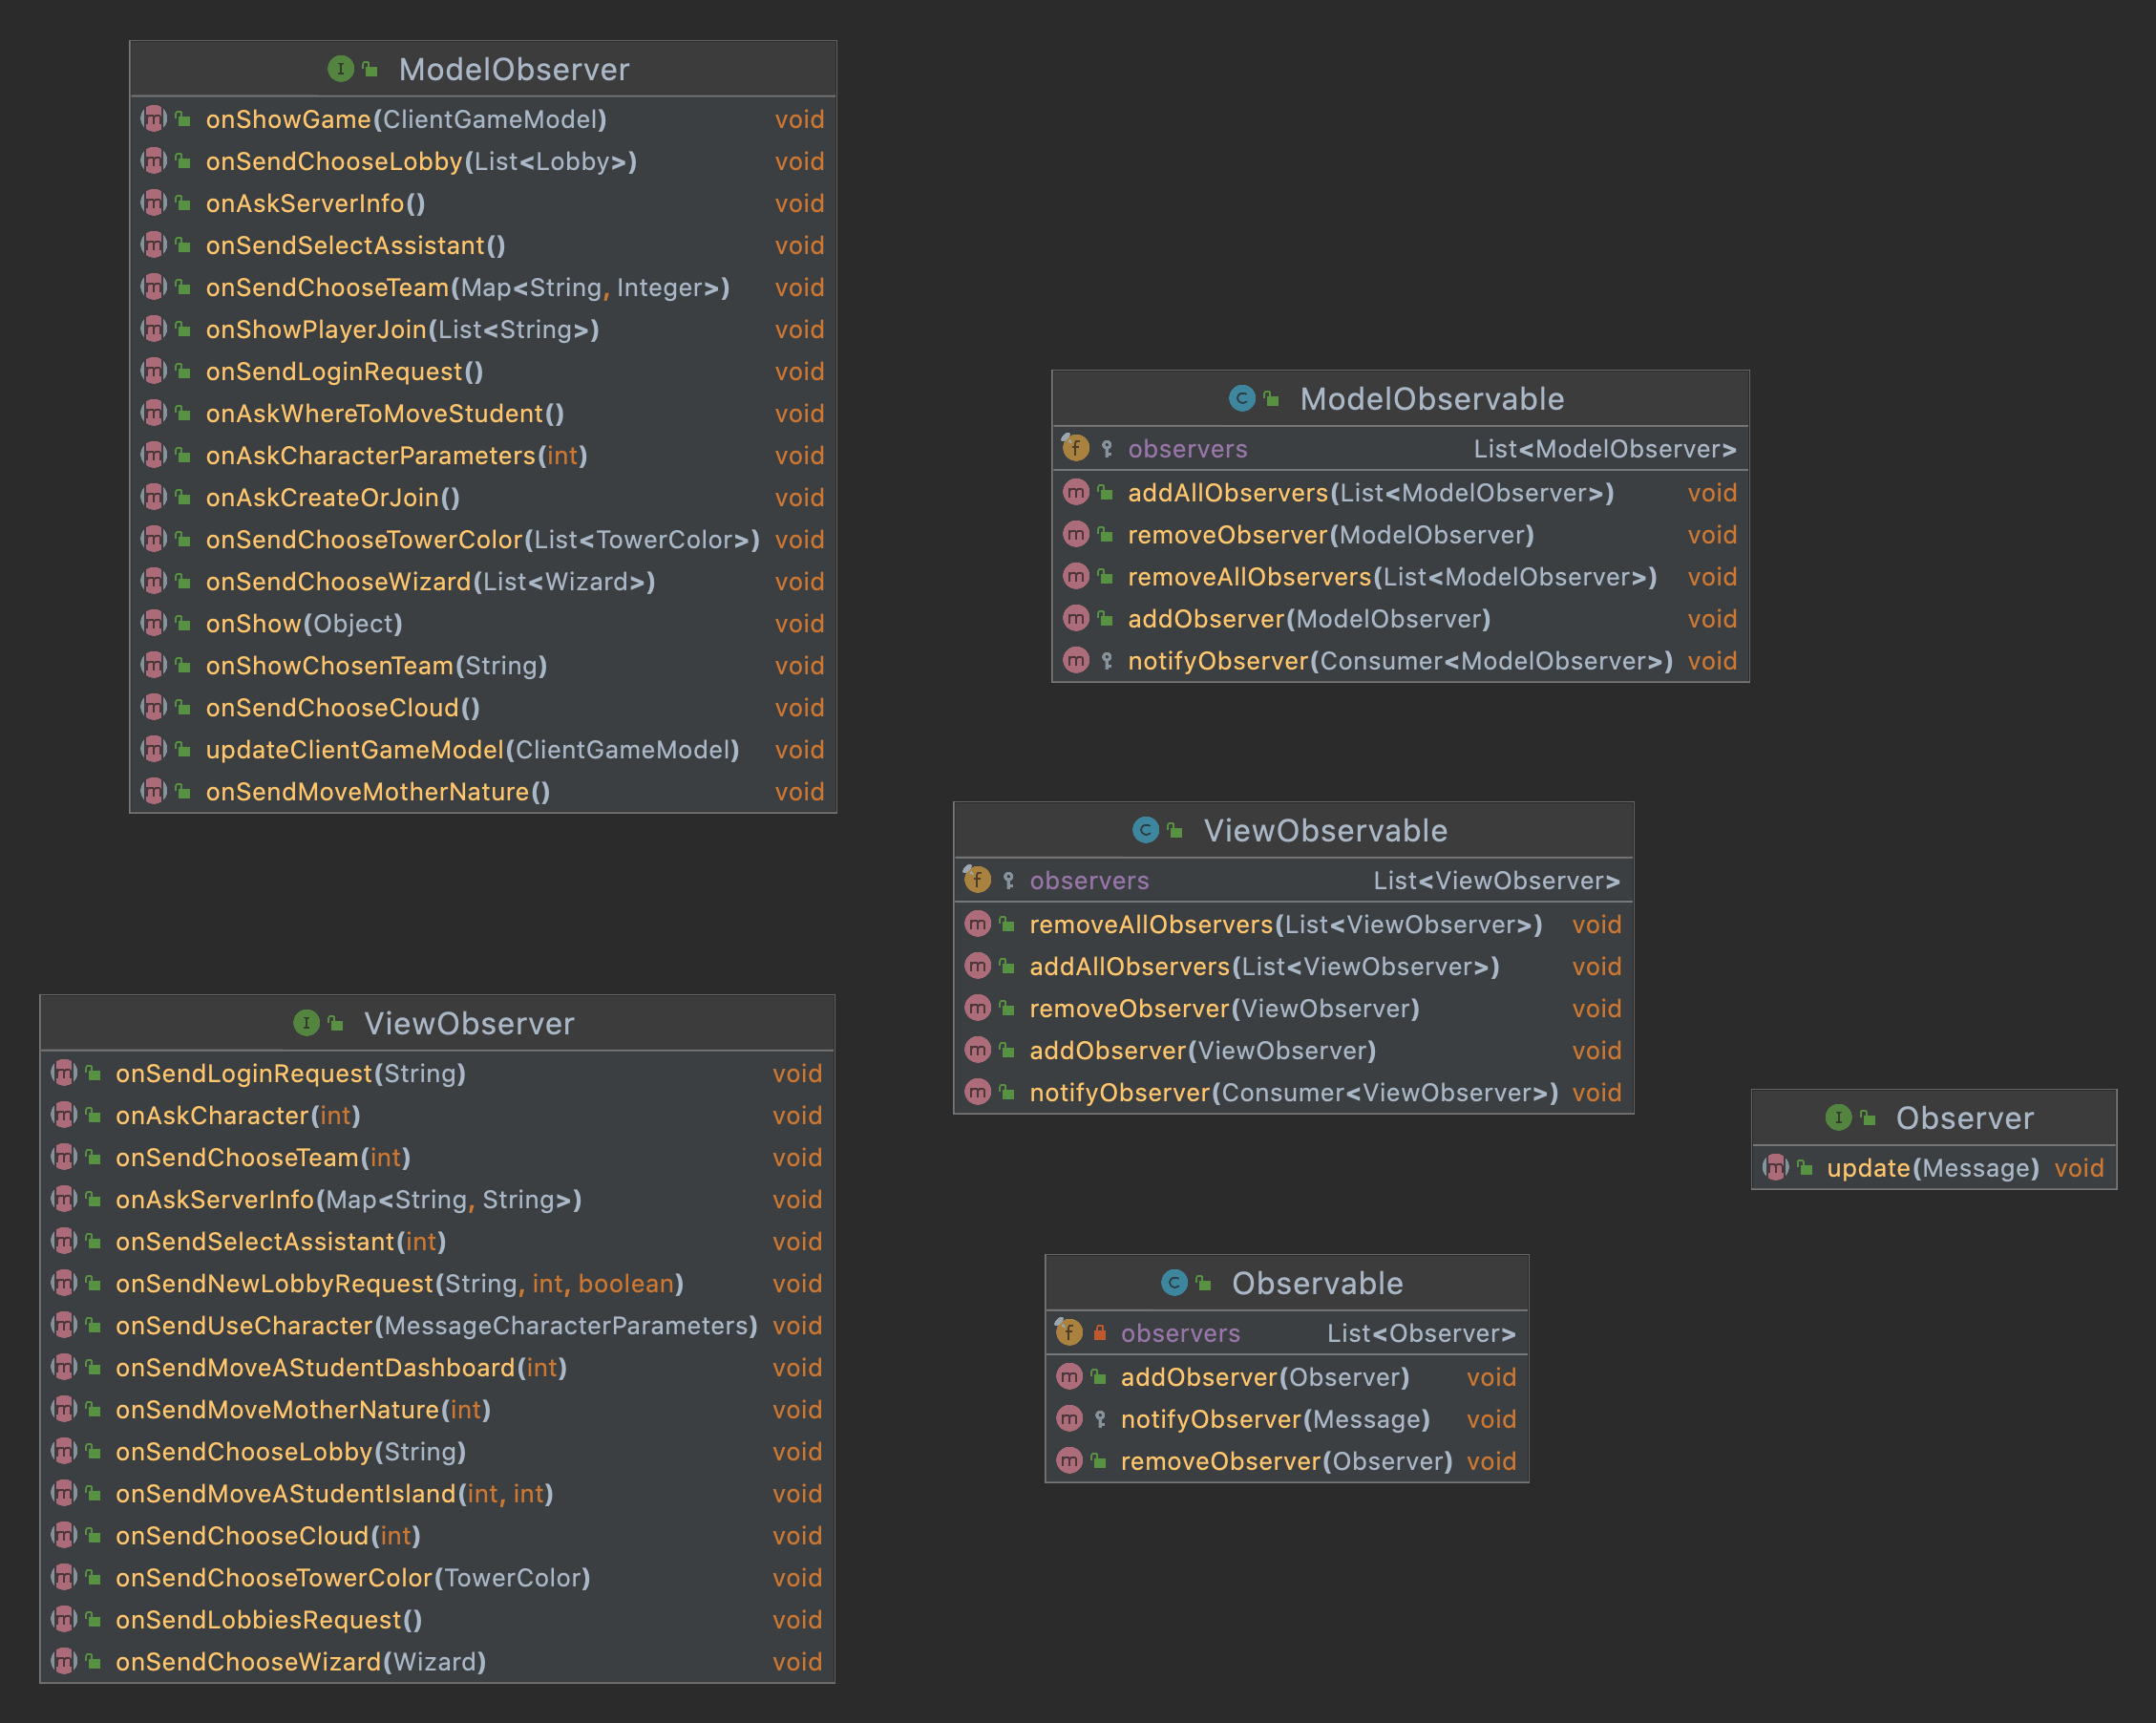 ModelObserver
onShowGame(ClientGameModel) void
onSendChooseLobby(List<Lobby>) void
onAskServerInfo() void
onSendSelectAssistant() void
onSendChooseTeam(Map<String, Integer>) void
onShowPlayerJoin(List<String>) void
onSendLoginRequest() void
onAskWhereToMoveStudent() void
onAskCharacterParameters(int) void
onAskCreateOrJoin() void
onSendChooseTowerColor(List<TowerColor>) void
onSendChooseWizard(List<Wizard>) void
onShow(Object) void
onShowChosenTeam(String) void
onSendChooseCloud() void
updateClientGameModel(ClientGameModel) void
onSendMoveMotherNature() void
ModelObservable
observers List<ModelObserver>
addAllObservers(List<ModelObserver>) void
removeObserver(ModelObserver) void
removeAllObservers(List<ModelObserver>) void
addObserver(ModelObserver) void
notifyObserver(Consumer<ModelObserver>) void
ViewObservable
observers List<ViewObserver>
removeAllObservers(List<ViewObserver>) void
addAllObservers(List<ViewObserver>) void
removeObserver(ViewObserver) void
addObserver(ViewObserver) void
notifyObserver(Consumer<ViewObserver>) void
ViewObserver
onSendLoginRequest(String) void
onAskCharacter(int) void
onSendChooseTeam(int) void
onAskServerInfo(Map<String, String>) void
onSendSelectAssistant(int) void
onSendNewLobbyRequest(String, int, boolean) void
onSendUseCharacter(MessageCharacterParameters) void
onSendMoveAStudentDashboard(int) void
onSendMoveMotherNature(int) void
onSendChooseLobby(String) void
onSendMoveAStudentIsland(int, int) void
onSendChooseCloud(int) void
onSendChooseTowerColor(TowerColor) void
onSendLobbiesRequest() void
onSendChooseWizard(Wizard) void
Observer
update(Message) void
Observable
observers List<Observer>
addObserver(Observer) void
notifyObserver(Message) void
removeObserver(Observer) void